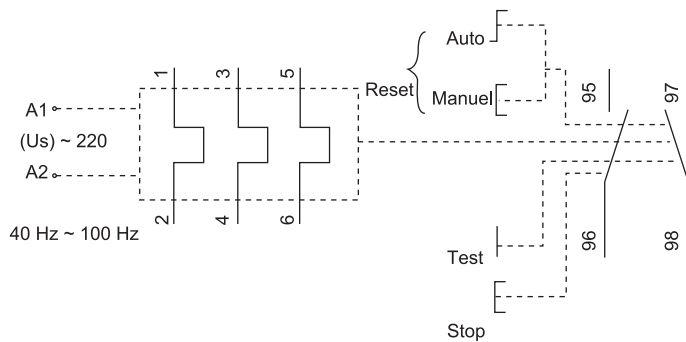 A1
(Us) ~ 220
A2
40 Hz ~ 100 Hz
1 3 5
2 4 6
Reset
Auto
Manuel
95 97
96 98
Test
Stop